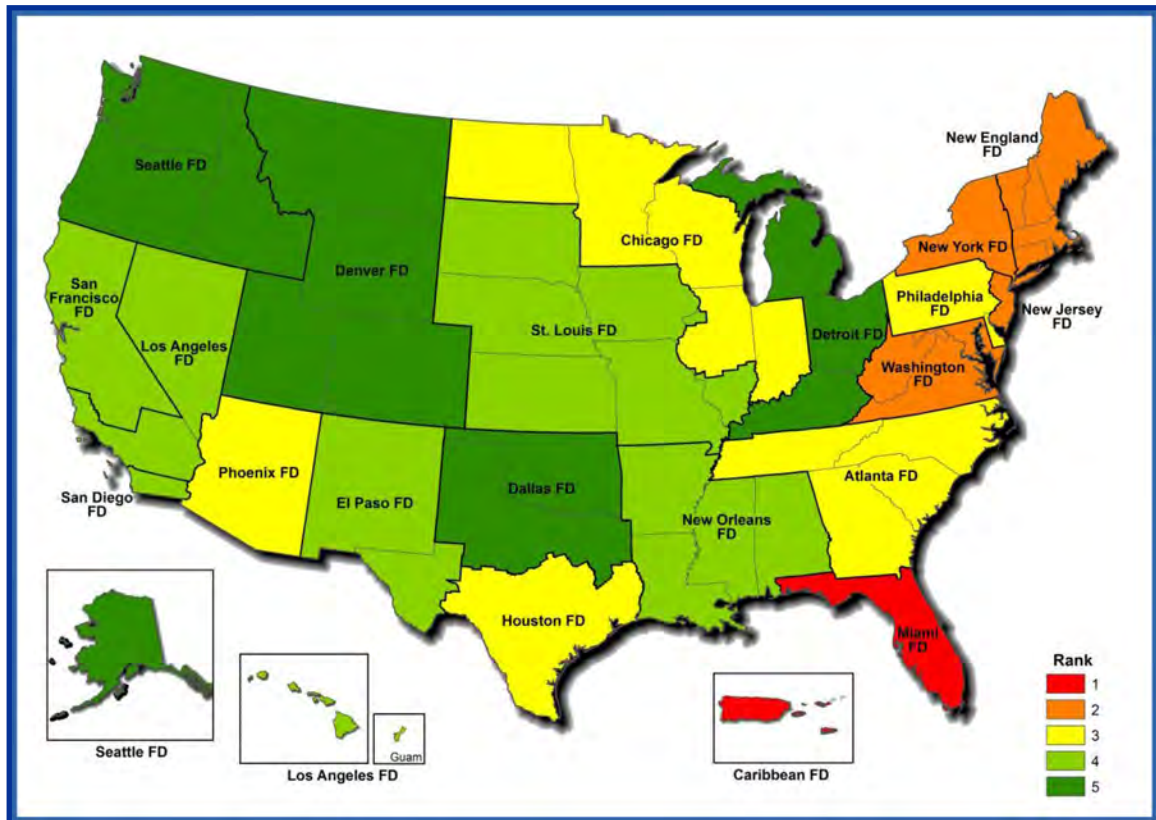 New England
FD
Seattle FD
Chicago FD
New York FD
Denver FD
San
Francisco
FD
Philadelphia
FD
New Jersey
FD
St. Louis FD
Detroit FD
Los Angeles
FD
Washington
FD
Phoenix FD
Atlanta FD
Dallas FD
San Diego
FD
El Paso FD
New Orleans
FD
Houston FD
Miami
FD
Rank
1
2
3
4
5
Guam
Seattle FD
Los Angeles FD
Caribbean FD